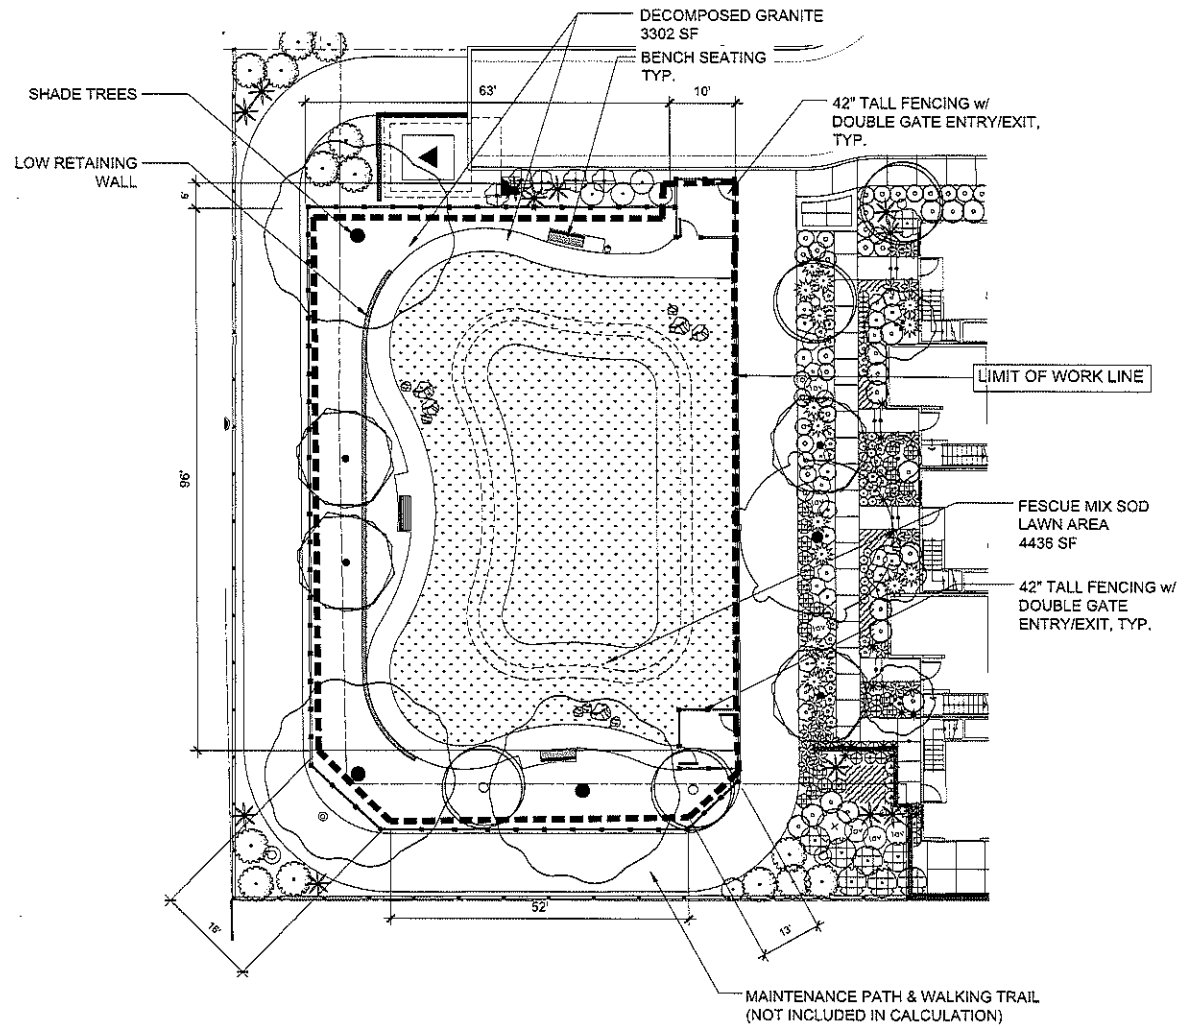 DECOMPOSED GRANITE
3302 SF
BENCH SEATING
TYP.
63'
10'
SHADE TREES
42" TALL FENCING w/
DOUBLE GATE ENTRY/EXIT,
TYP.
LOW RETAINING
WALL
LIMIT OF WORK LINE
96'
FESCUE MIX SOD
LAWN AREA
4436 SF
42" TALL FENCING w/
DOUBLE GATE
ENTRY/EXIT, TYP.
52'
13'
MAINTENANCE PATH & WALKING TRAIL
(NOT INCLUDED IN CALCULATION)